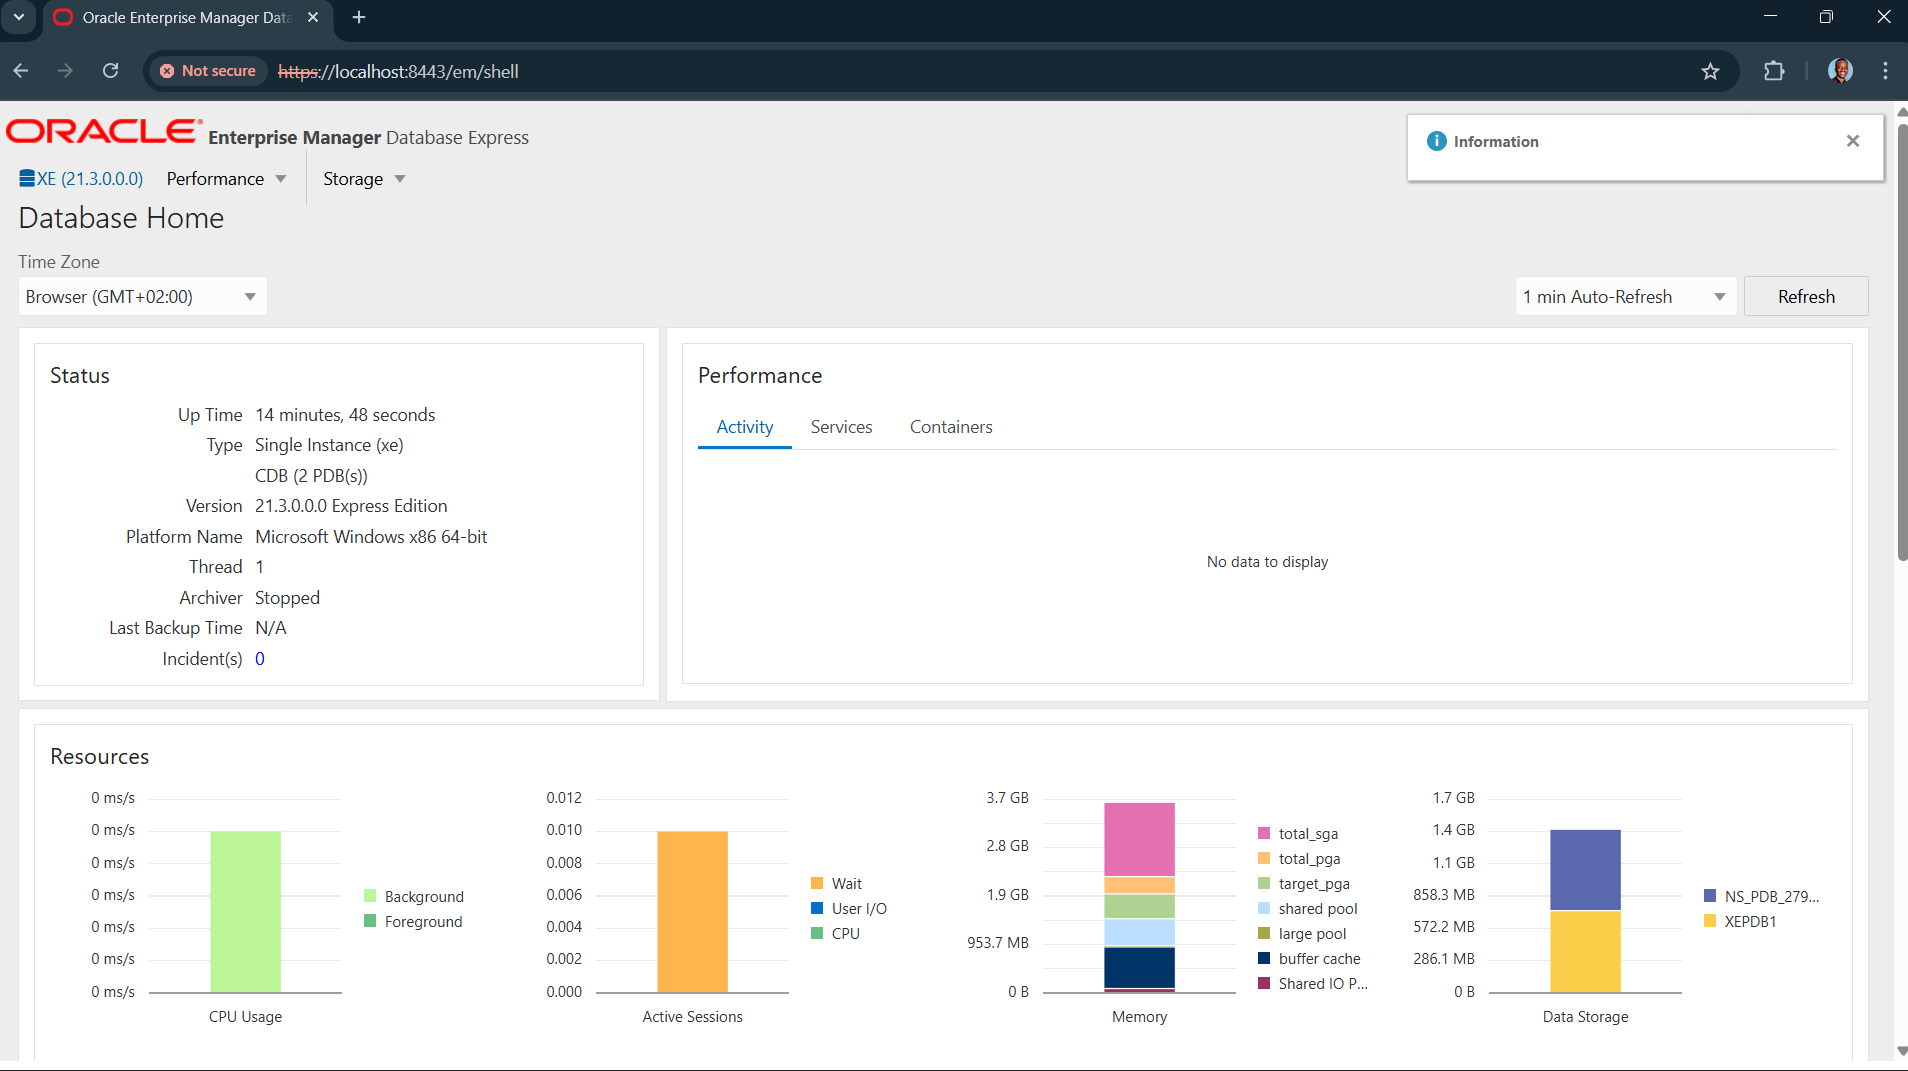 Oracle Enterprise Manager Data
Not secure https://localhost:8443/em/shell
ORACLE Enterprise Manager Database Express
Information
XE (21.3.0.0.0) Performance Storage
Database Home
Time Zone
Browser (GMT+02:00)
1 min Auto-Refresh Refresh
Status
Up Time 14 minutes, 48 seconds
Type Single Instance (xe)
CDB (2 PDB(s))
Version 21.3.0.0.0 Express Edition
Platform Name Microsoft Windows x86 64-bit
Thread 1
Archiver Stopped
Last Backup Time N/A
Incident(s) 0
Performance
Activity Services Containers
No data to display
Resources
0 ms/s
0 ms/s
0 ms/s
0 ms/s
0 ms/s
0 ms/s
0 ms/s
Background
Foreground
CPU Usage
0.012
0.010
0.008
0.006
0.004
0.002
0.000
Wait
User I/O
CPU
Active Sessions
3.7 GB
2.8 GB
1.9 GB
953.7 MB
0 B
total_sga
total_pga
target_pga
shared pool
large pool
buffer cache
Shared IO P...
Memory
1.7 GB
1.4 GB
1.1 GB
858.3 MB
572.2 MB
286.1 MB
0 B
NS_PDB_279...
XEPDB1
Data Storage